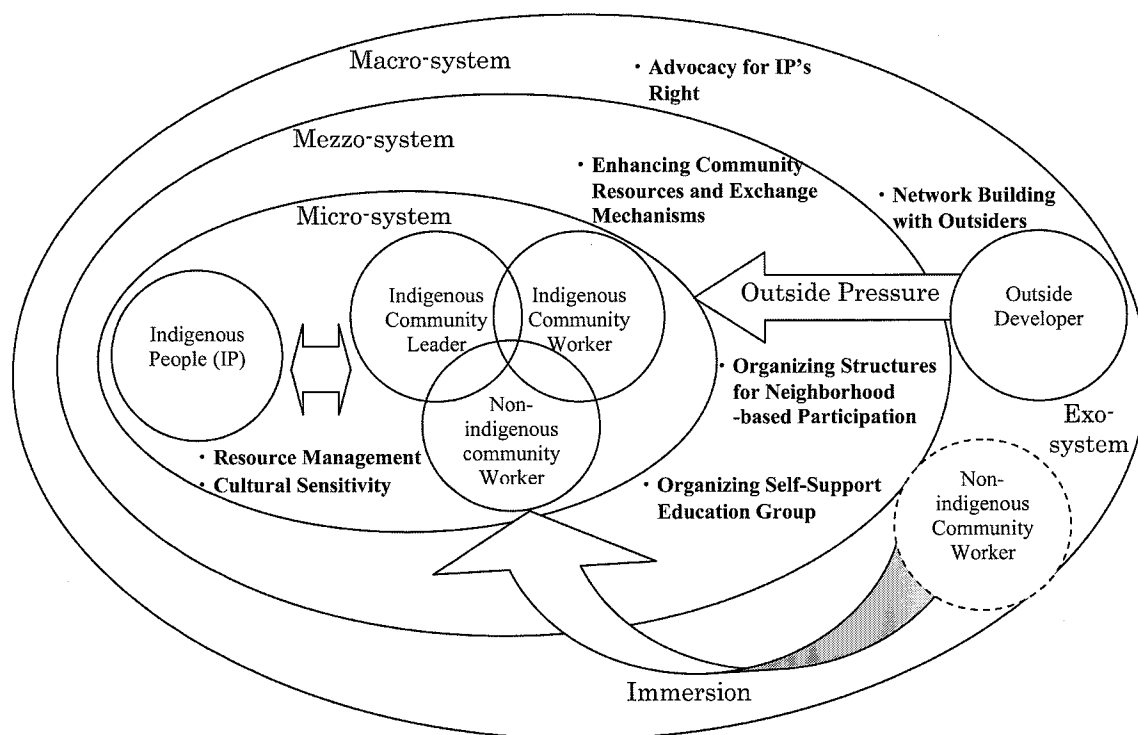 Macro-system
・Advocacy for IP's
Right
Mezzo-system
・Enhancing Community
Resources and Exchange
Mechanisms
・Network Building
with Outsiders
Micro-system
Indigenous
People (IP)
Indigenous
Community
Leader
Indigenous
Community
Worker
Non-
indigenous
community
Worker
Outside Pressure
Outside
Developer
・Organizing Structures
for Neighborhood
-based Participation
Exo-
system
・Resource Management
・Cultural Sensitivity
・Organizing Self-Support
Education Group
Non-
indigenous
Community
Worker
Immersion